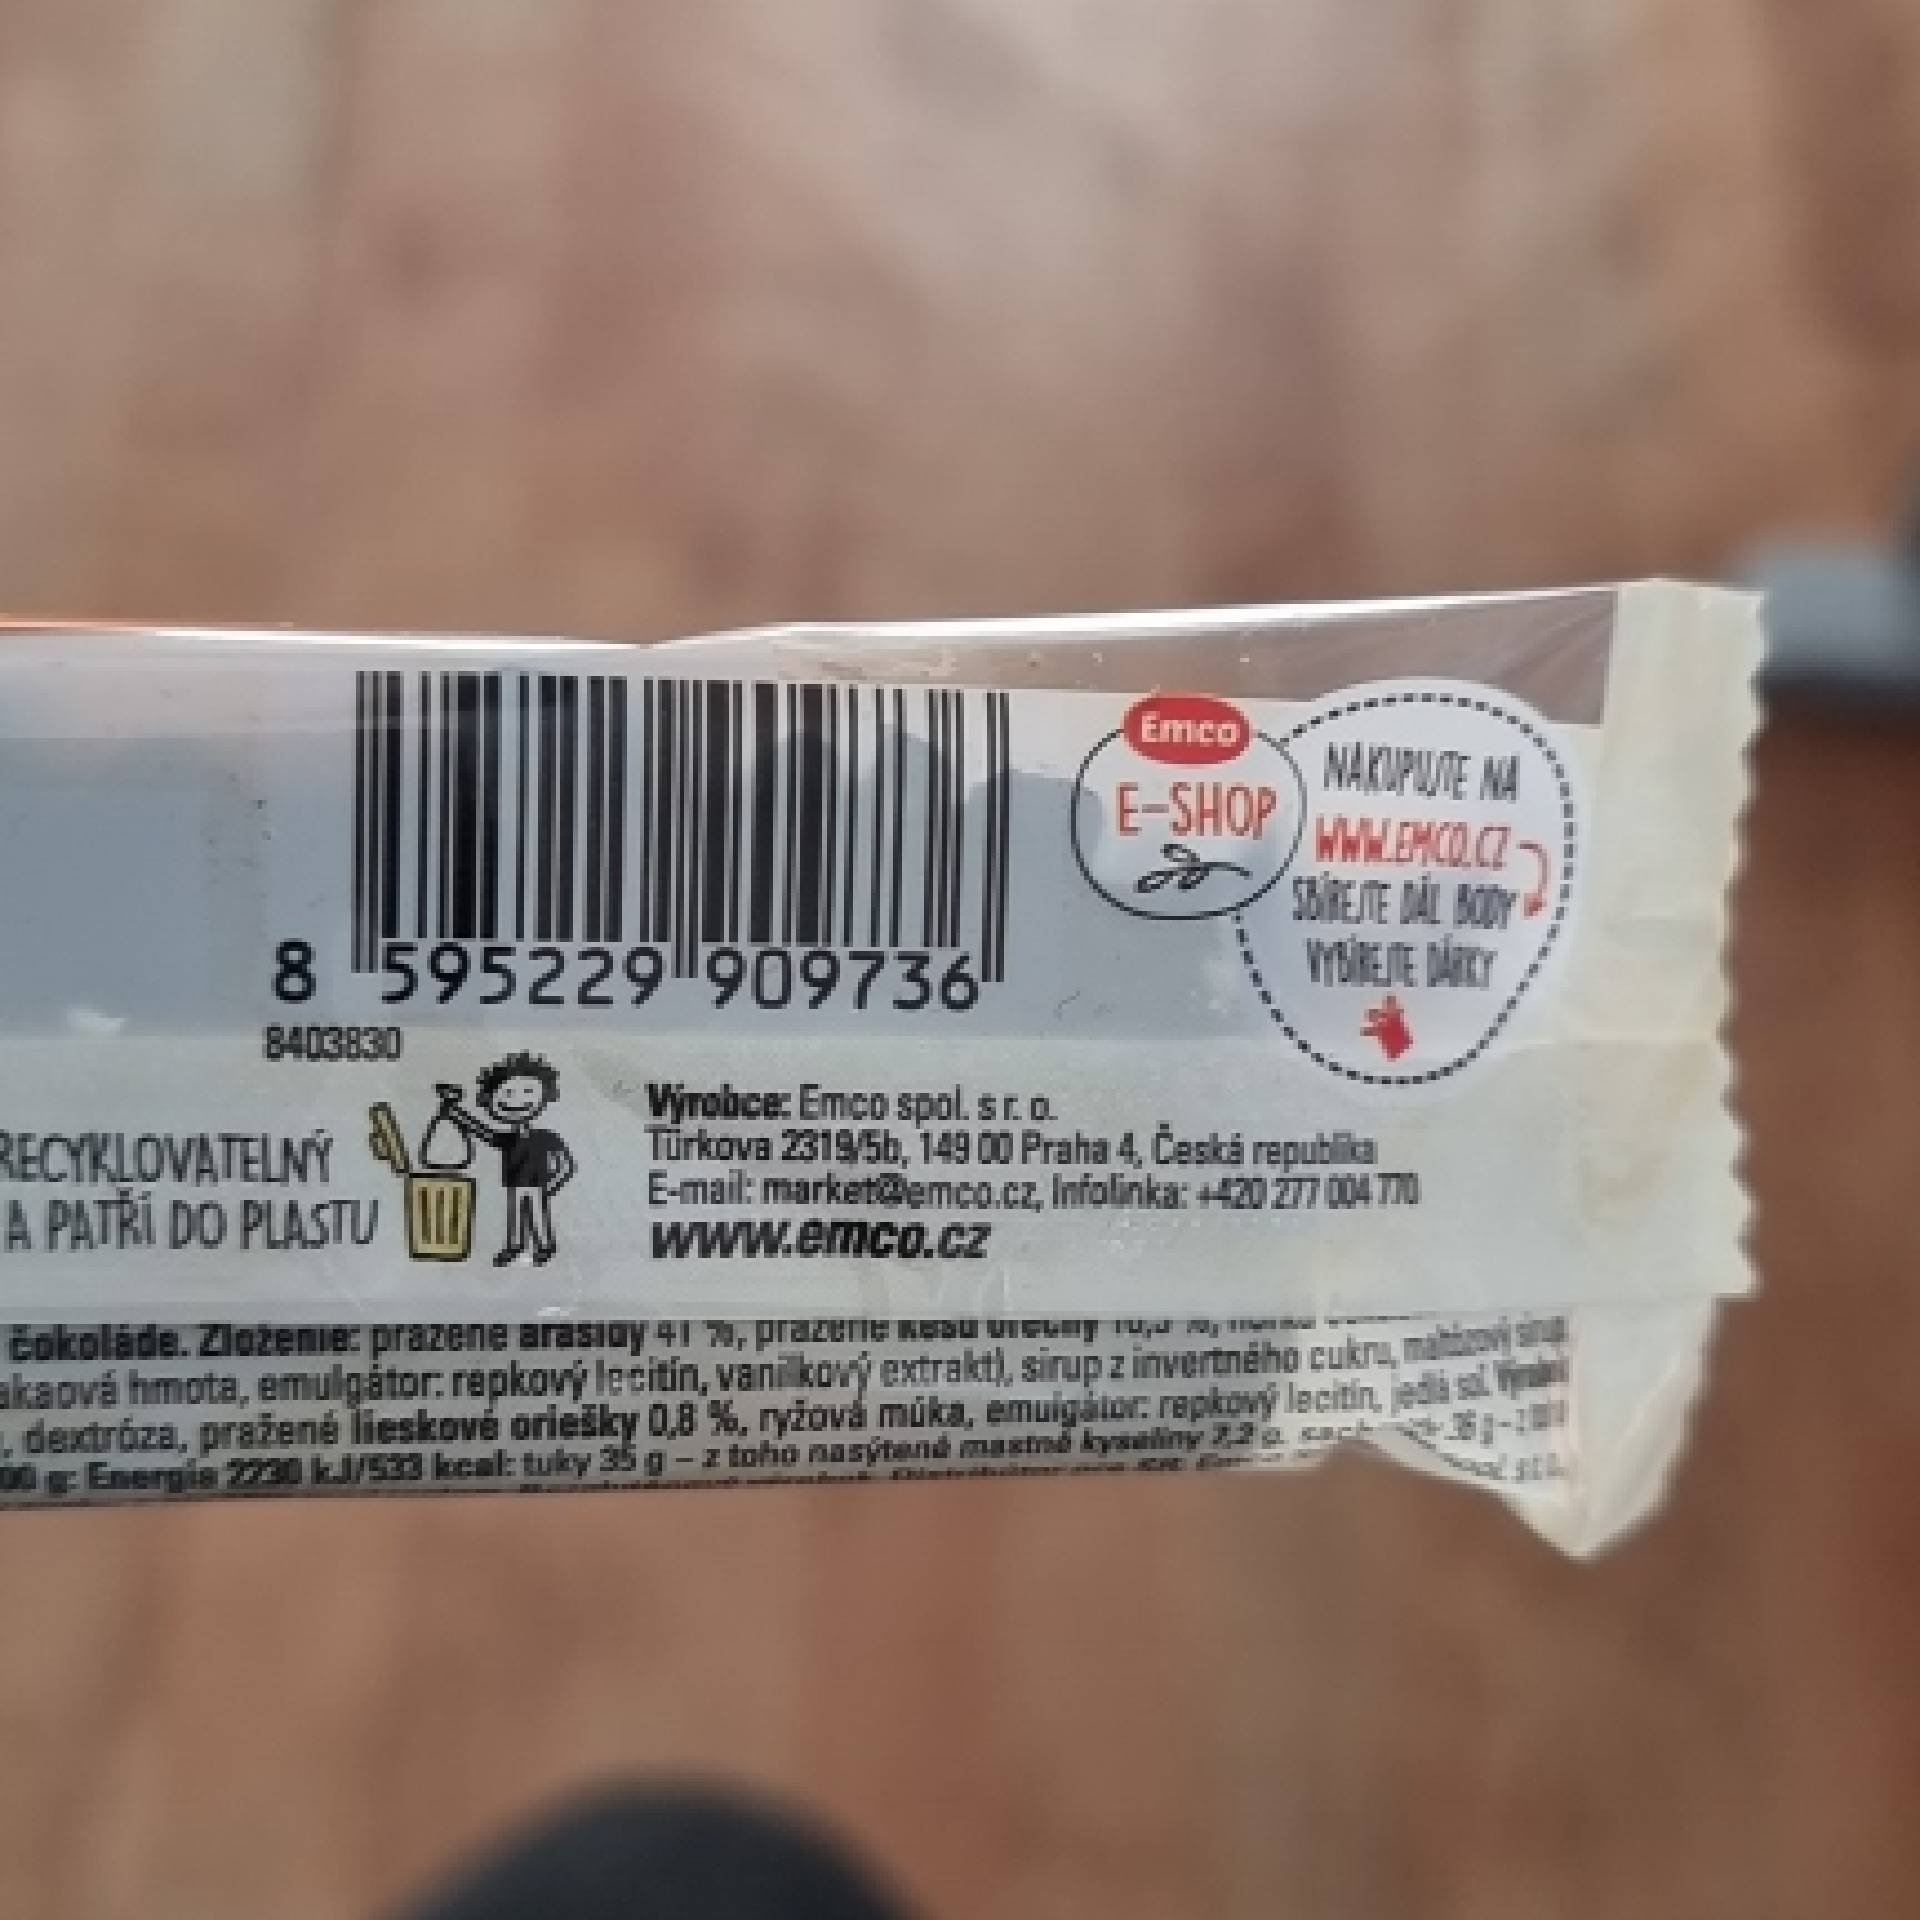 Emco
E-SHOP
NAKUPUJTE NA
WWW.EMCO.CZ
SBÍREJTE DÁL BODY
VYBÍREJTE DÁRKY
8 595229 909736
8403830
RECYKLOVATELNÝ
A PATŘÍ DO PLASTU
Výrobce: Emco spol. s r. o.
Türkova 2319/5b, 149 00 Praha 4, Česká republika
E-mail: market@emco.cz, Infolinka: +420 277 004 770
www.emco.cz
čokoláde. Zloženie: pražené arašidy 41 %, pražené kešu orechy
akaová hmota, emulgátor: repkový lecitín, vanilkový extrakt), sirup z invertného cukru, maltózový sirup
, dextróza, pražené lieskové oriešky 0,8 %, ryžová múka, emulgátor: repkový lecitín, jedlá soľ.
00 g: Energia 2230 kJ/533 kcal: tuky 35 g – z toho nasýtené mastné kyseliny 7,2 g,